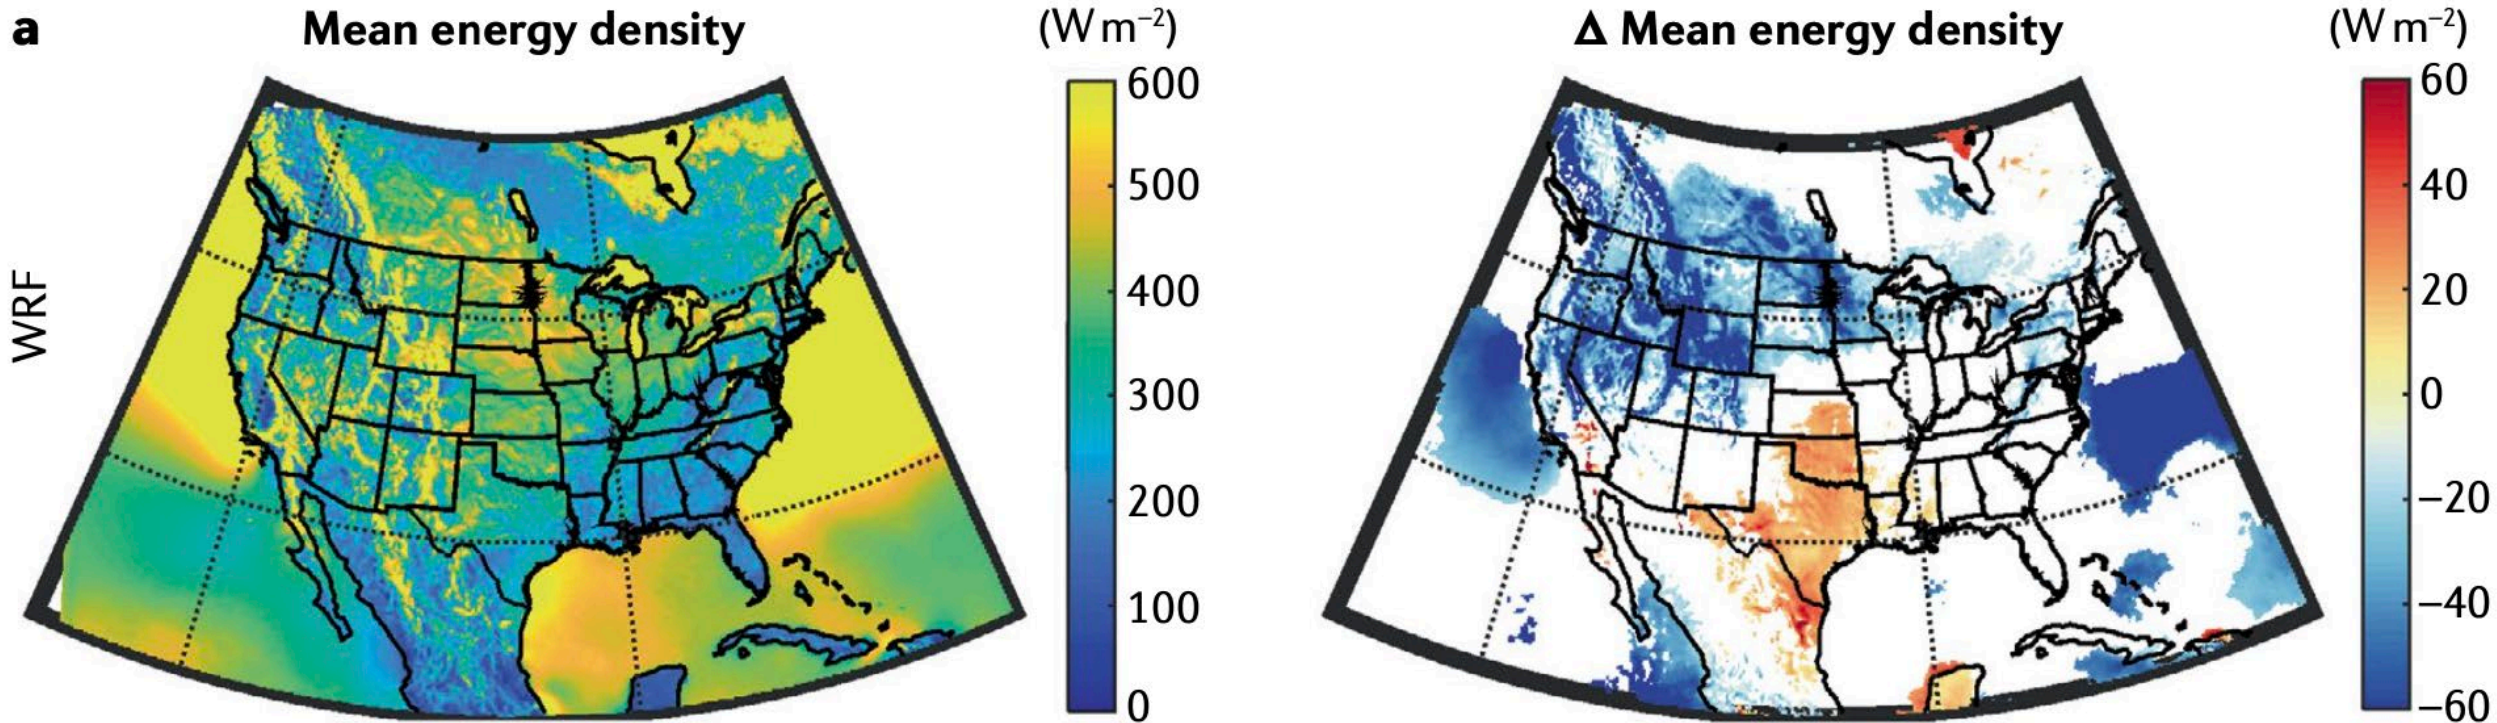 a
Mean energy density
(W m⁻²)
600
500
400
300
200
100
0
WRF
Δ Mean energy density
(W m⁻²)
60
40
20
0
−20
−40
−60